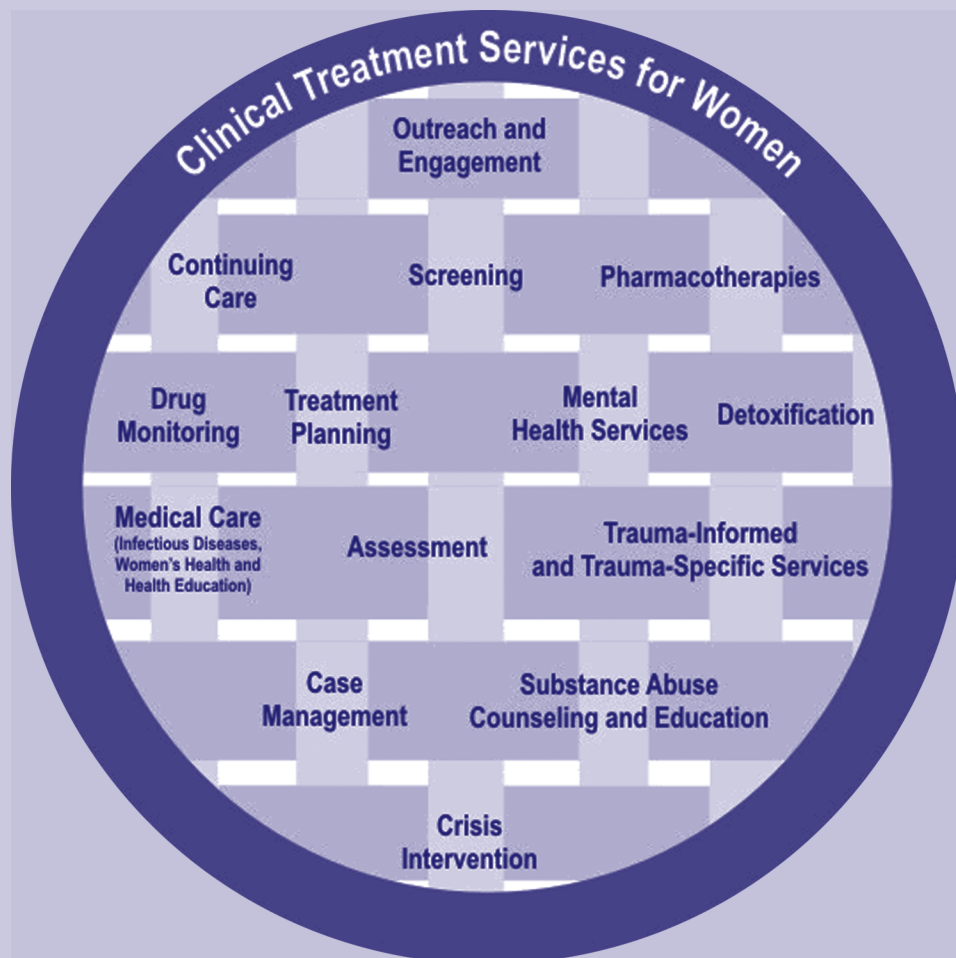 Clinical Treatment Services for Women
Outreach and
Engagement
Continuing
Care
Screening
Pharmacotherapies
Drug
Monitoring
Treatment
Planning
Mental
Health Services
Detoxification
Medical Care
(Infectious Diseases,
Women's Health and
Health Education)
Assessment
Trauma-Informed
and Trauma-Specific Services
Case
Management
Substance Abuse
Counseling and Education
Crisis
Intervention